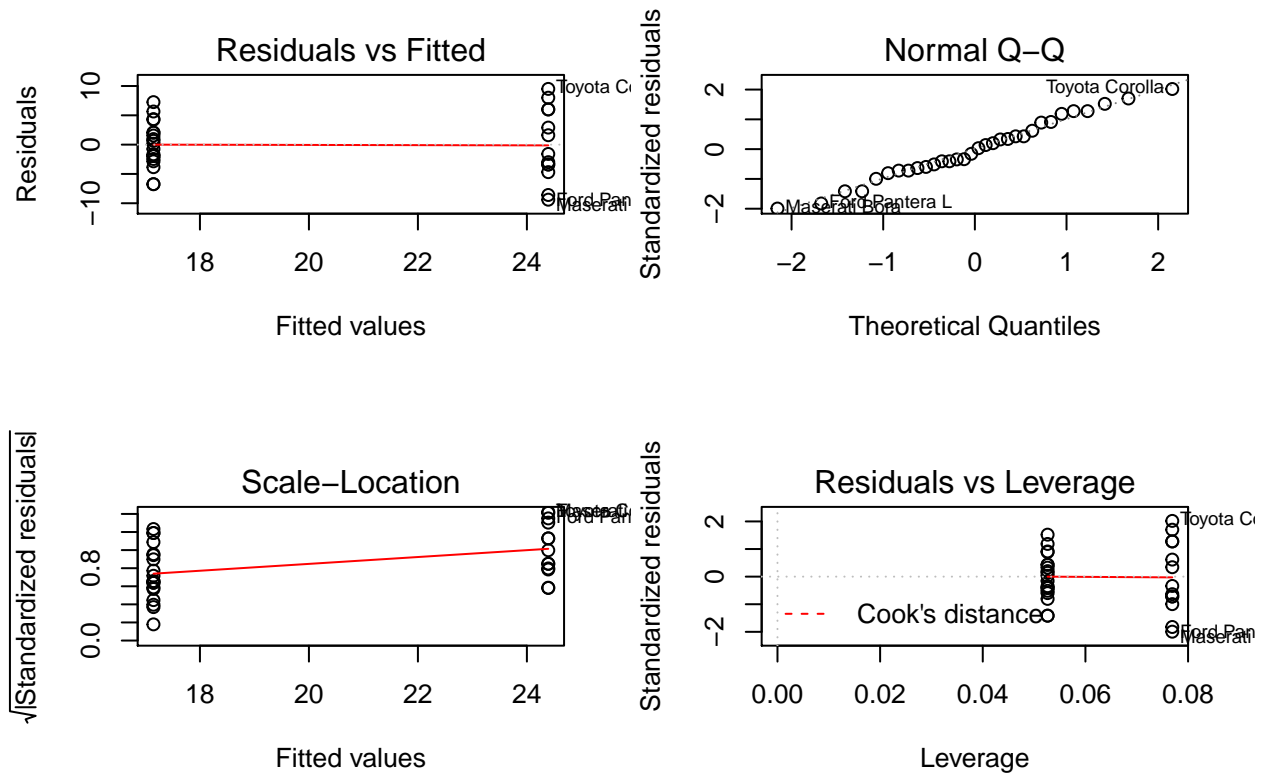 Residuals vs Fitted
Residuals
10
0
−10
Toyota Co
Ford Pan
Maserati
18 20 22 24
Fitted values
Normal Q−Q
Standardized residuals
2
0
−2
Toyota Corolla
Ford Pantera L
Maserati Bora
−2 −1 0 1 2
Theoretical Quantiles
Scale−Location
√|Standardized residuals|
0.8
0.0
Toyota C
Maserati
Ford Pan
18 20 22 24
Fitted values
Residuals vs Leverage
Standardized residuals
2
0
−2
Toyota Co
Cook's distance
Ford Pan
Maserati
0.00 0.02 0.04 0.06 0.08
Leverage